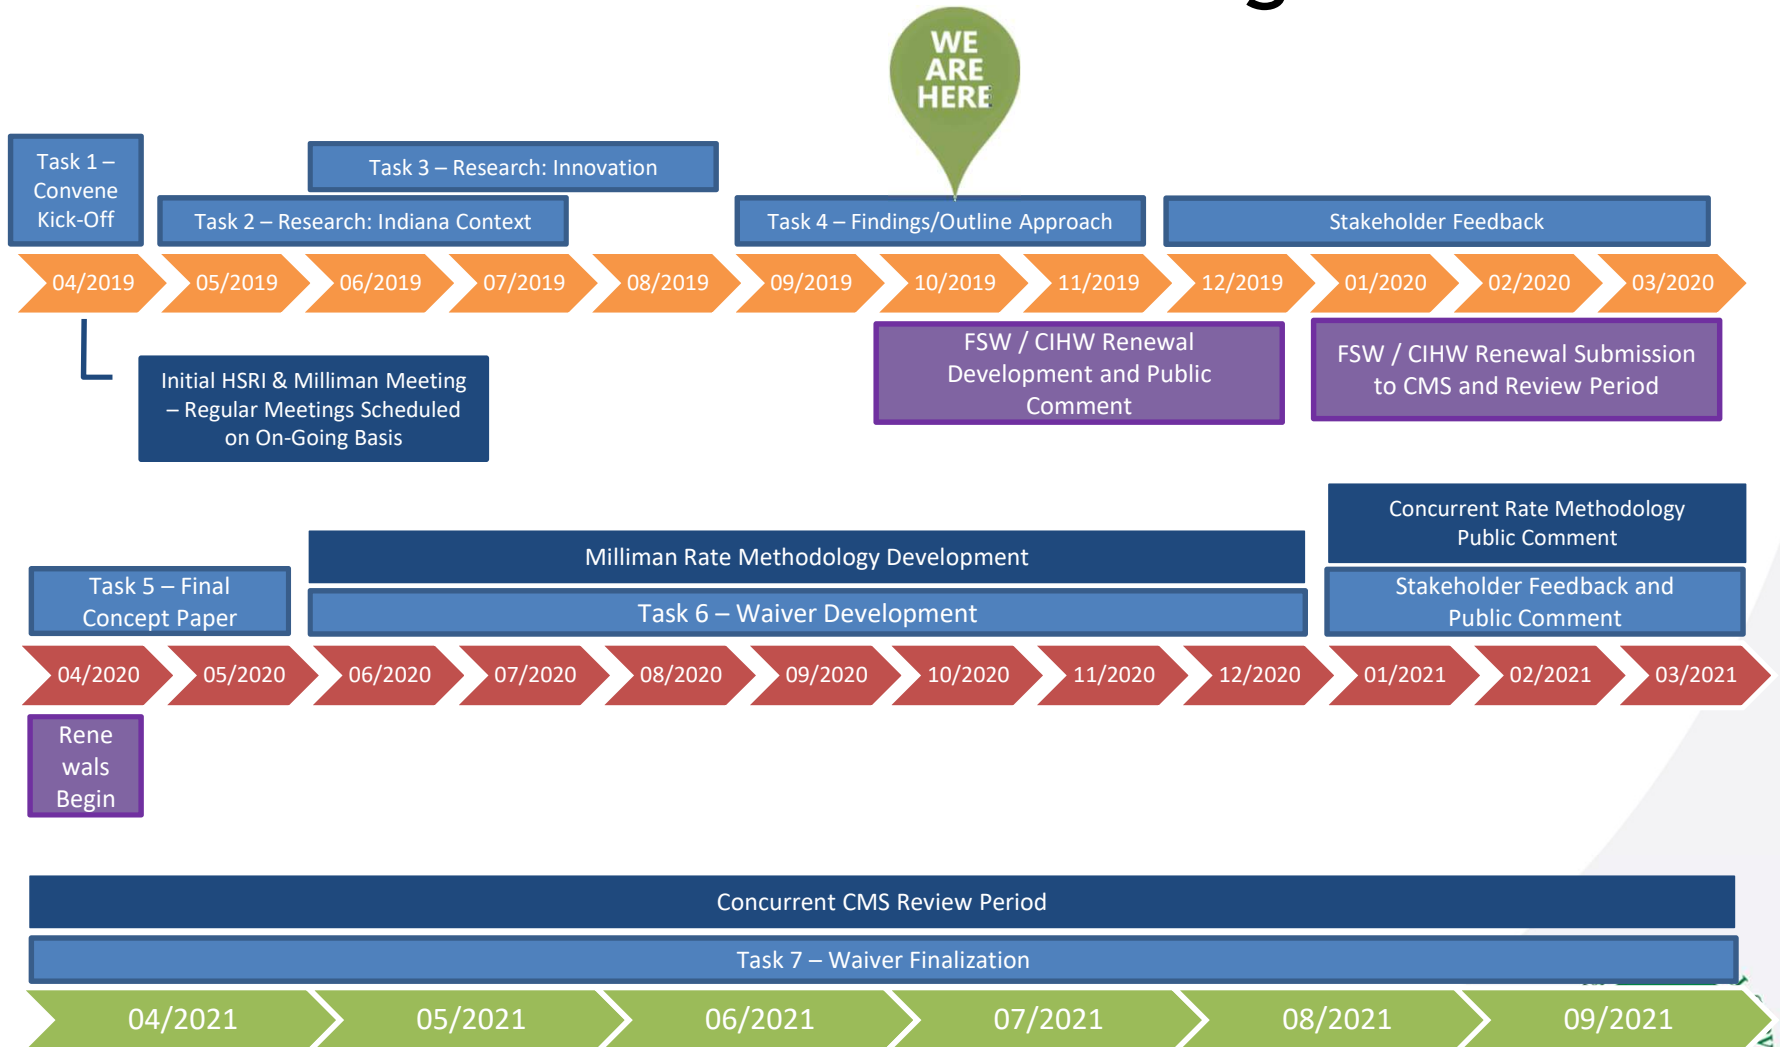 WE
ARE
HERE
Task 1 –
Convene
Kick-Off
Task 3 – Research: Innovation
Task 2 – Research: Indiana Context
Task 4 – Findings/Outline Approach
Stakeholder Feedback
04/2019
05/2019
06/2019
07/2019
08/2019
09/2019
10/2019
11/2019
12/2019
01/2020
02/2020
03/2020
Initial HSRI & Milliman Meeting
– Regular Meetings Scheduled
on On-Going Basis
FSW / CIHW Renewal
Development and Public
Comment
FSW / CIHW Renewal Submission
to CMS and Review Period
Concurrent Rate Methodology
Public Comment
Milliman Rate Methodology Development
Task 5 – Final
Concept Paper
Task 6 – Waiver Development
Stakeholder Feedback and
Public Comment
04/2020
05/2020
06/2020
07/2020
08/2020
09/2020
10/2020
11/2020
12/2020
01/2021
02/2021
03/2021
Rene
wals
Begin
Concurrent CMS Review Period
Task 7 – Waiver Finalization
04/2021
05/2021
06/2021
07/2021
08/2021
09/2021